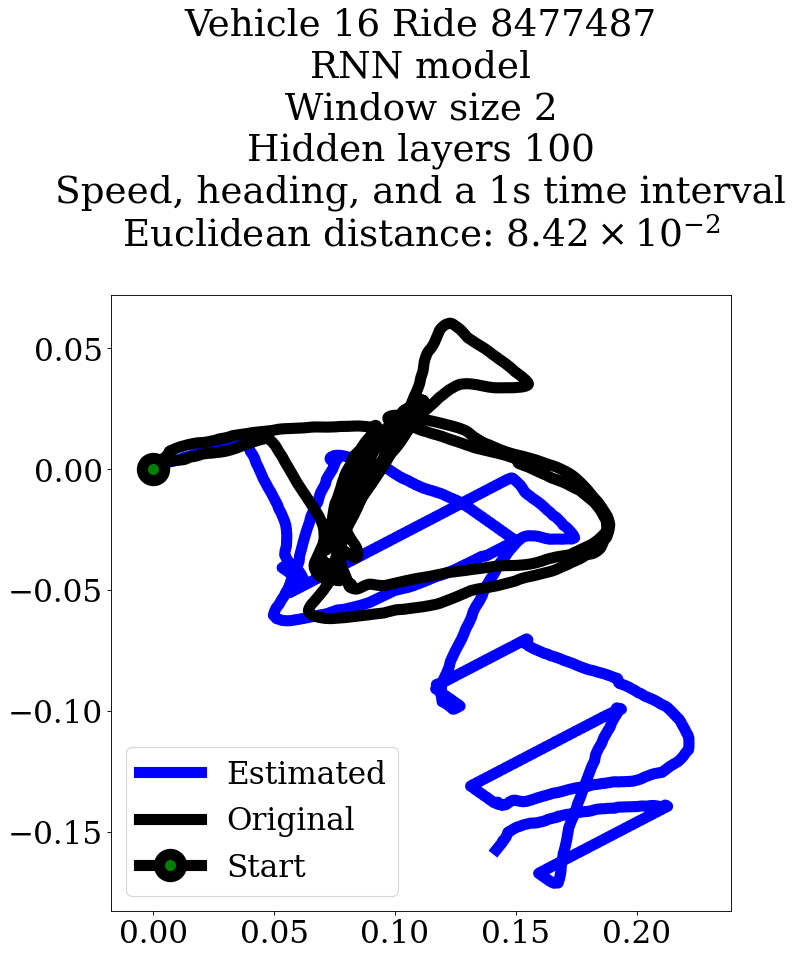 Vehicle 16 Ride 8477487
RNN model
Window size 2
Hidden layers 100
Speed, heading, and a 1s time interval
Euclidean distance: 8.42 × 10⁻²
0.05
0.00
−0.05
−0.10
−0.15
Estimated
Original
Start
0.00 0.05 0.10 0.15 0.20